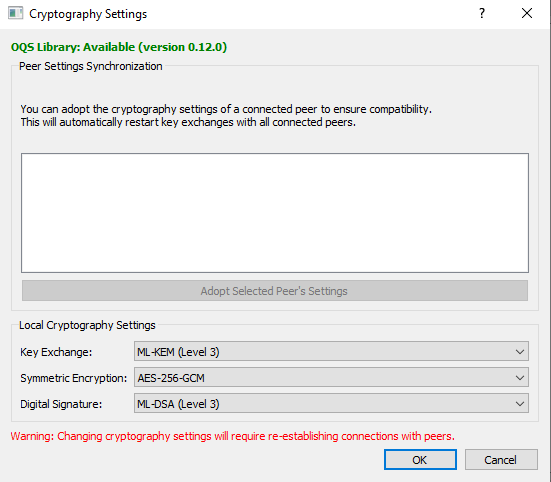 Cryptography Settings
?
OQS Library: Available (version 0.12.0)
Peer Settings Synchronization
You can adopt the cryptography settings of a connected peer to ensure compatibility.
This will automatically restart key exchanges with all connected peers.
Adopt Selected Peer's Settings
Local Cryptography Settings
Key Exchange: ML-KEM (Level 3)
Symmetric Encryption: AES-256-GCM
Digital Signature: ML-DSA (Level 3)
Warning: Changing cryptography settings will require re-establishing connections with peers.
OK Cancel